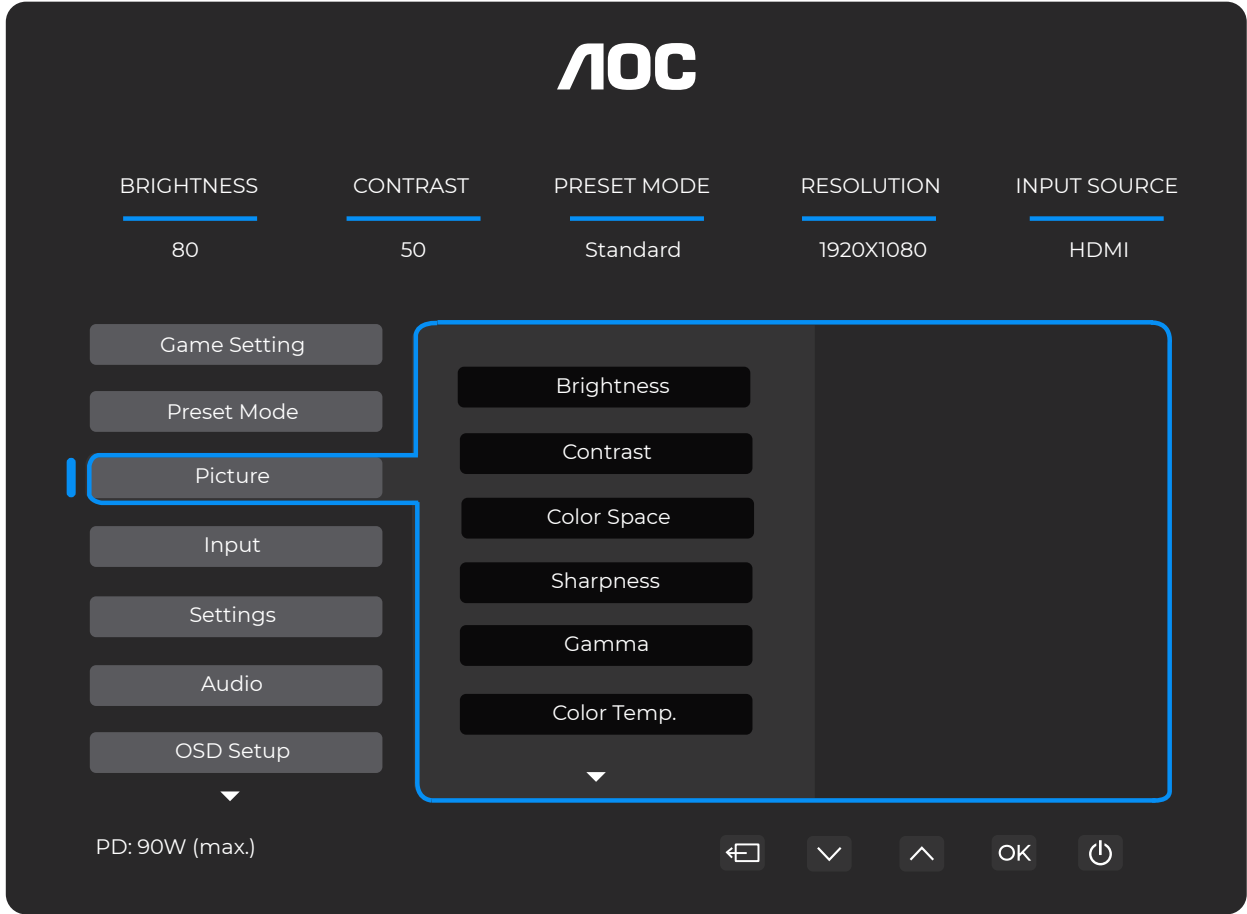 AOC
BRIGHTNESS CONTRAST PRESET MODE RESOLUTION INPUT SOURCE
80 50 Standard 1920X1080 HDMI
Game Setting
Preset Mode
Picture
Input
Settings
Audio
OSD Setup
Brightness
Contrast
Color Space
Sharpness
Gamma
Color Temp.
PD: 90W (max.)
OK